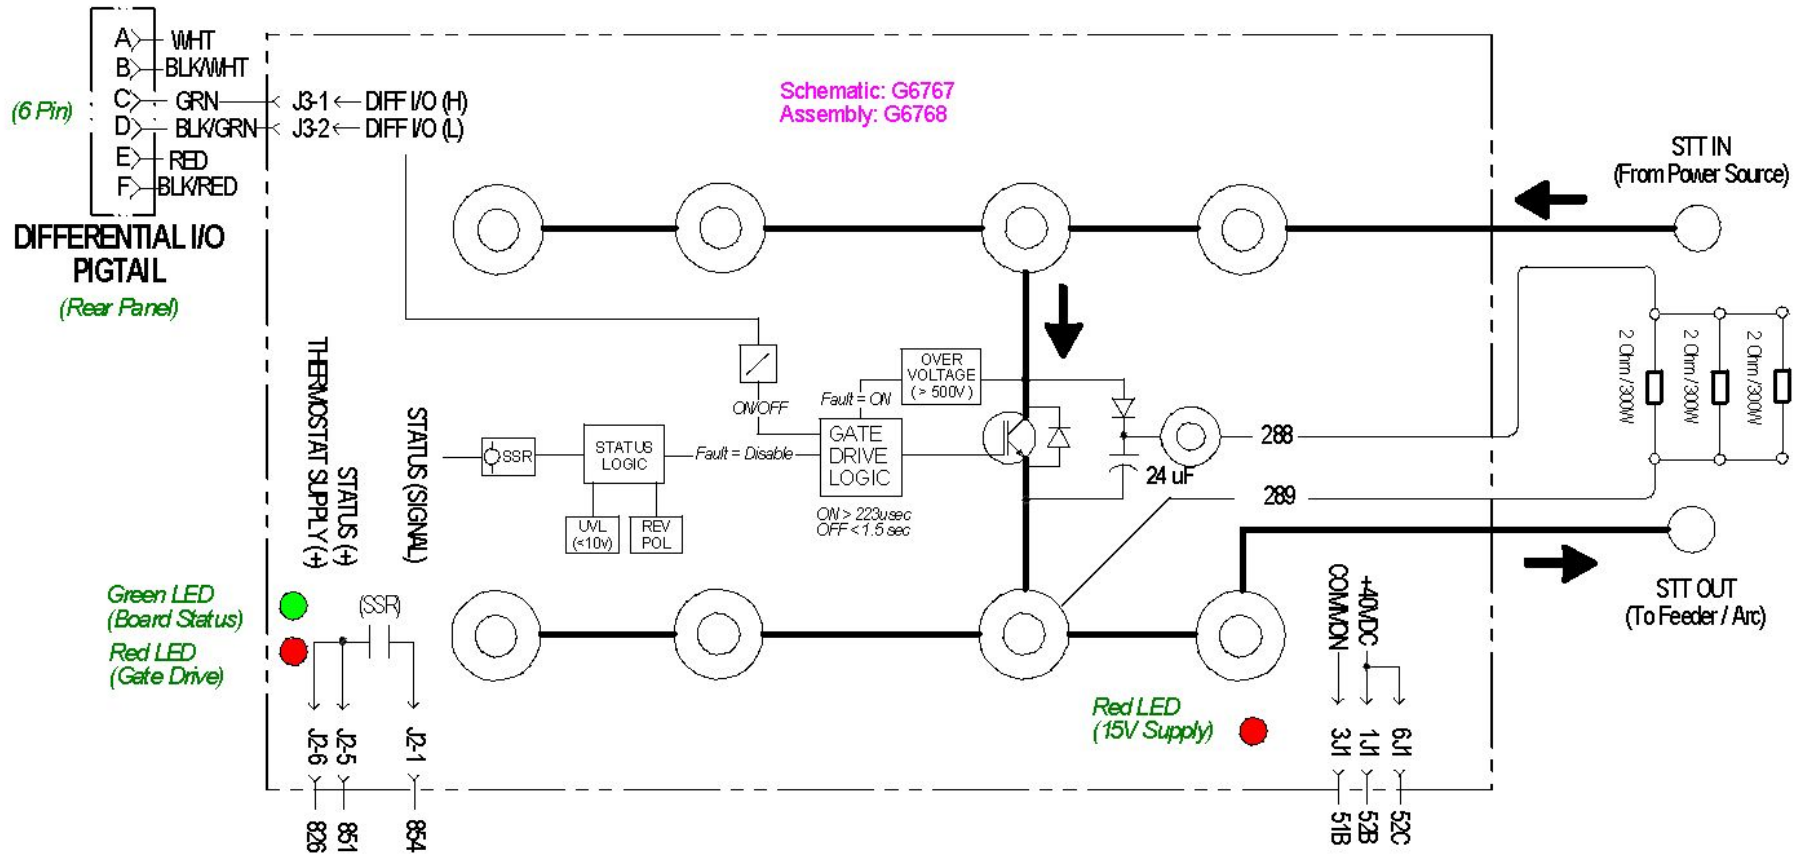 A WHT
B BLK/WHT
(6 Pin)
C GRN J3-1 DIFF I/O (H)
D BLK/GRN J3-2 DIFF I/O (L)
E RED
F BLK/RED
DIFFERENTIAL I/O
PIGTAIL
(Rear Panel)
Schematic: G6767
Assembly: G6768
STT IN
(From Power Source)
2 Ohm /300W
2 Ohm /300W
2 Ohm /300W
OVER
VOLTAGE
( > 500V )
Fault = ON
ON/OFF
GATE
DRIVE
LOGIC
Fault = Disable
STATUS
LOGIC
SSR
UVL
(<10v)
REV
POL
ON > 223usec
OFF < 1.5 sec
24 uF
288
289
THERMOSTAT SUPPLY (+)
STATUS (+)
STATUS (SIGNAL)
Green LED
(Board Status)
Red LED
(Gate Drive)
(SSR)
J2-6
J2-5
J2-1
826
851
854
STT OUT
(To Feeder / Arc)
COMMON
+40VDC
Red LED
(15V Supply)
3J1
1J1
6J1
51B
52B
52C